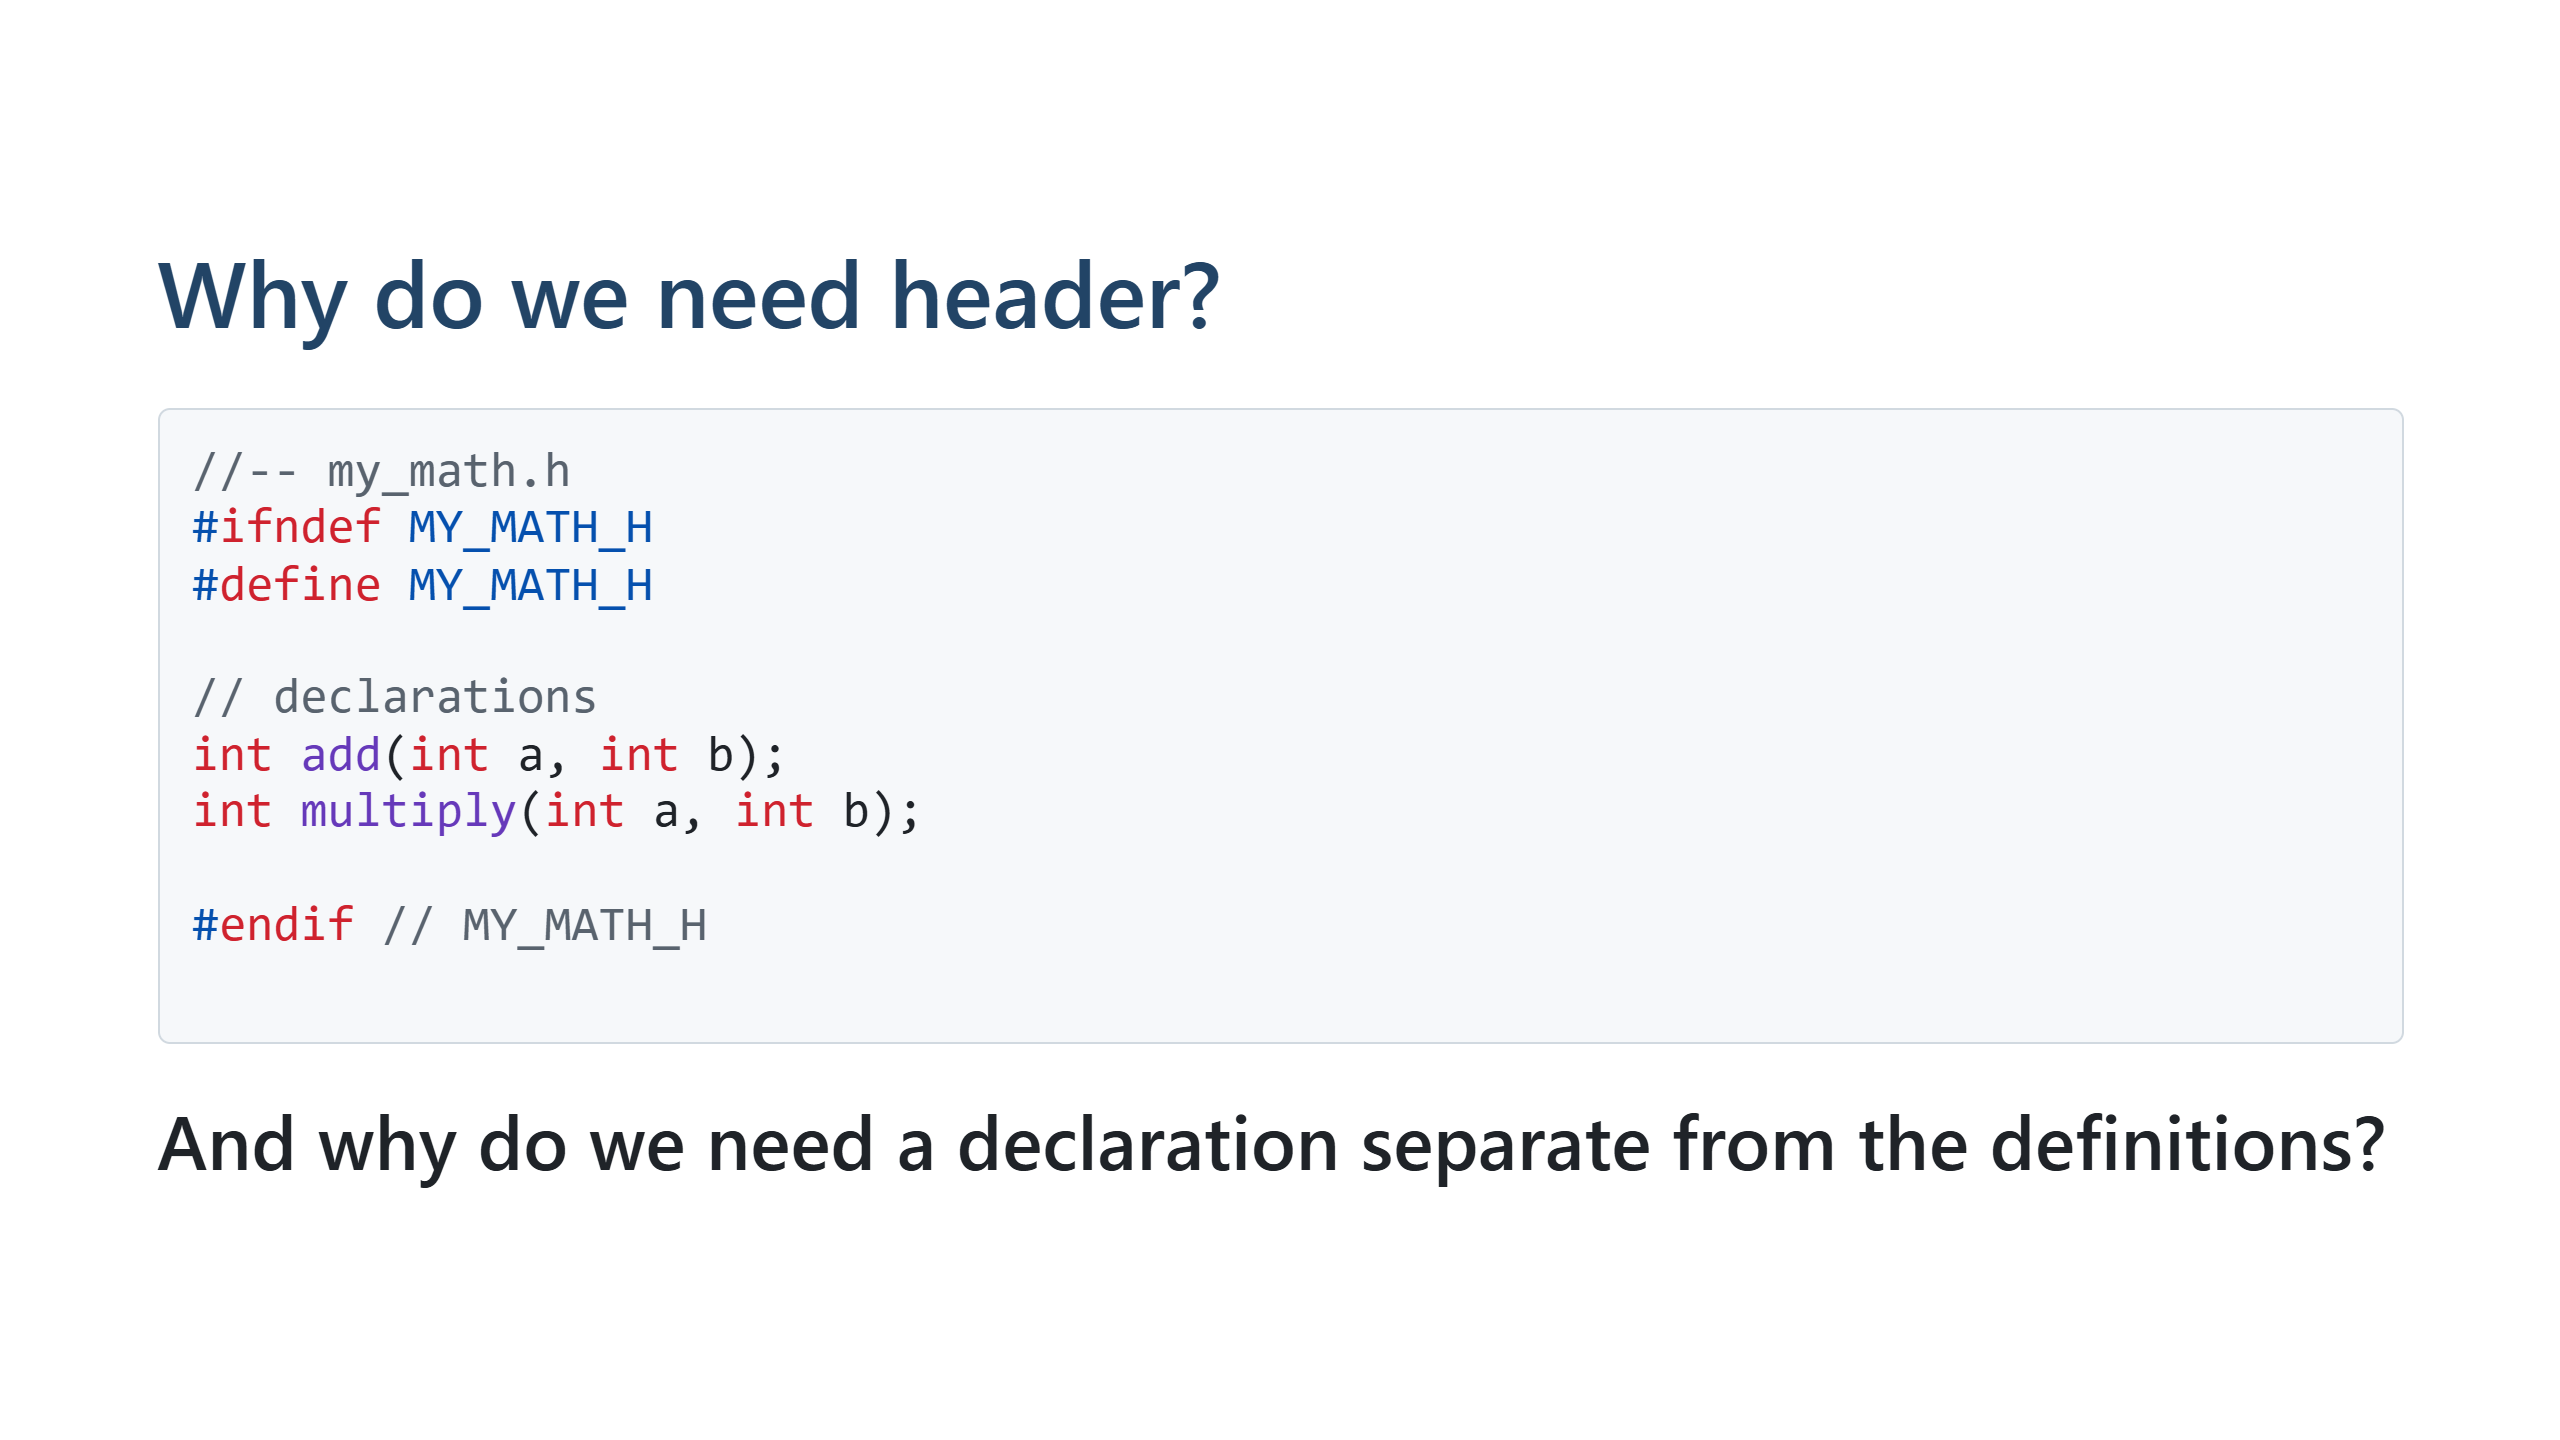 Why do we need header?
//-- my_math.h
#ifndef MY_MATH_H
#define MY_MATH_H
// declarations
int add(int a, int b);
int multiply(int a, int b);
#endif // MY_MATH_H
And why do we need a declaration separate from the definitions?